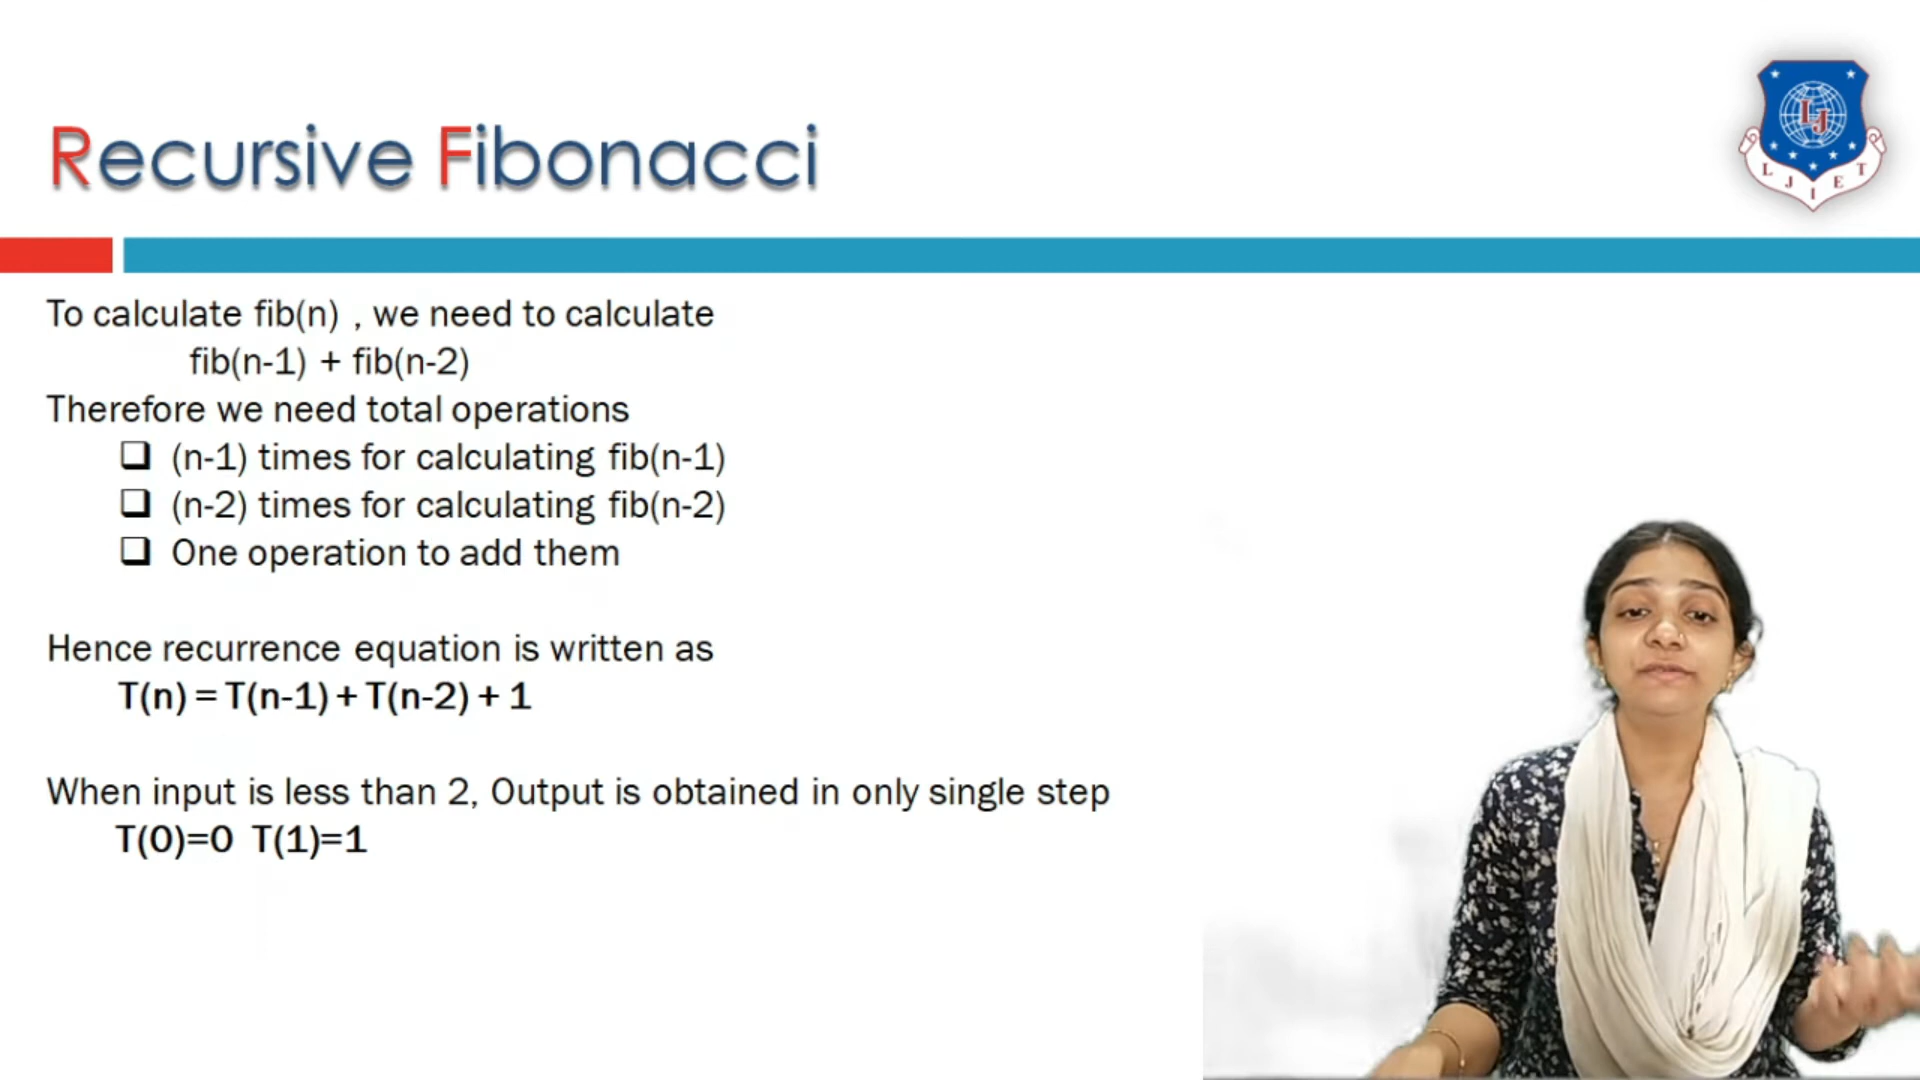 Recursive Fibonacci
LJ
L J I E T
To calculate fib(n) , we need to calculate
fib(n-1) + fib(n-2)
Therefore we need total operations
❑ (n-1) times for calculating fib(n-1)
❑ (n-2) times for calculating fib(n-2)
❑ One operation to add them
Hence recurrence equation is written as
T(n) = T(n-1) + T(n-2) + 1
When input is less than 2, Output is obtained in only single step
T(0)=0 T(1)=1